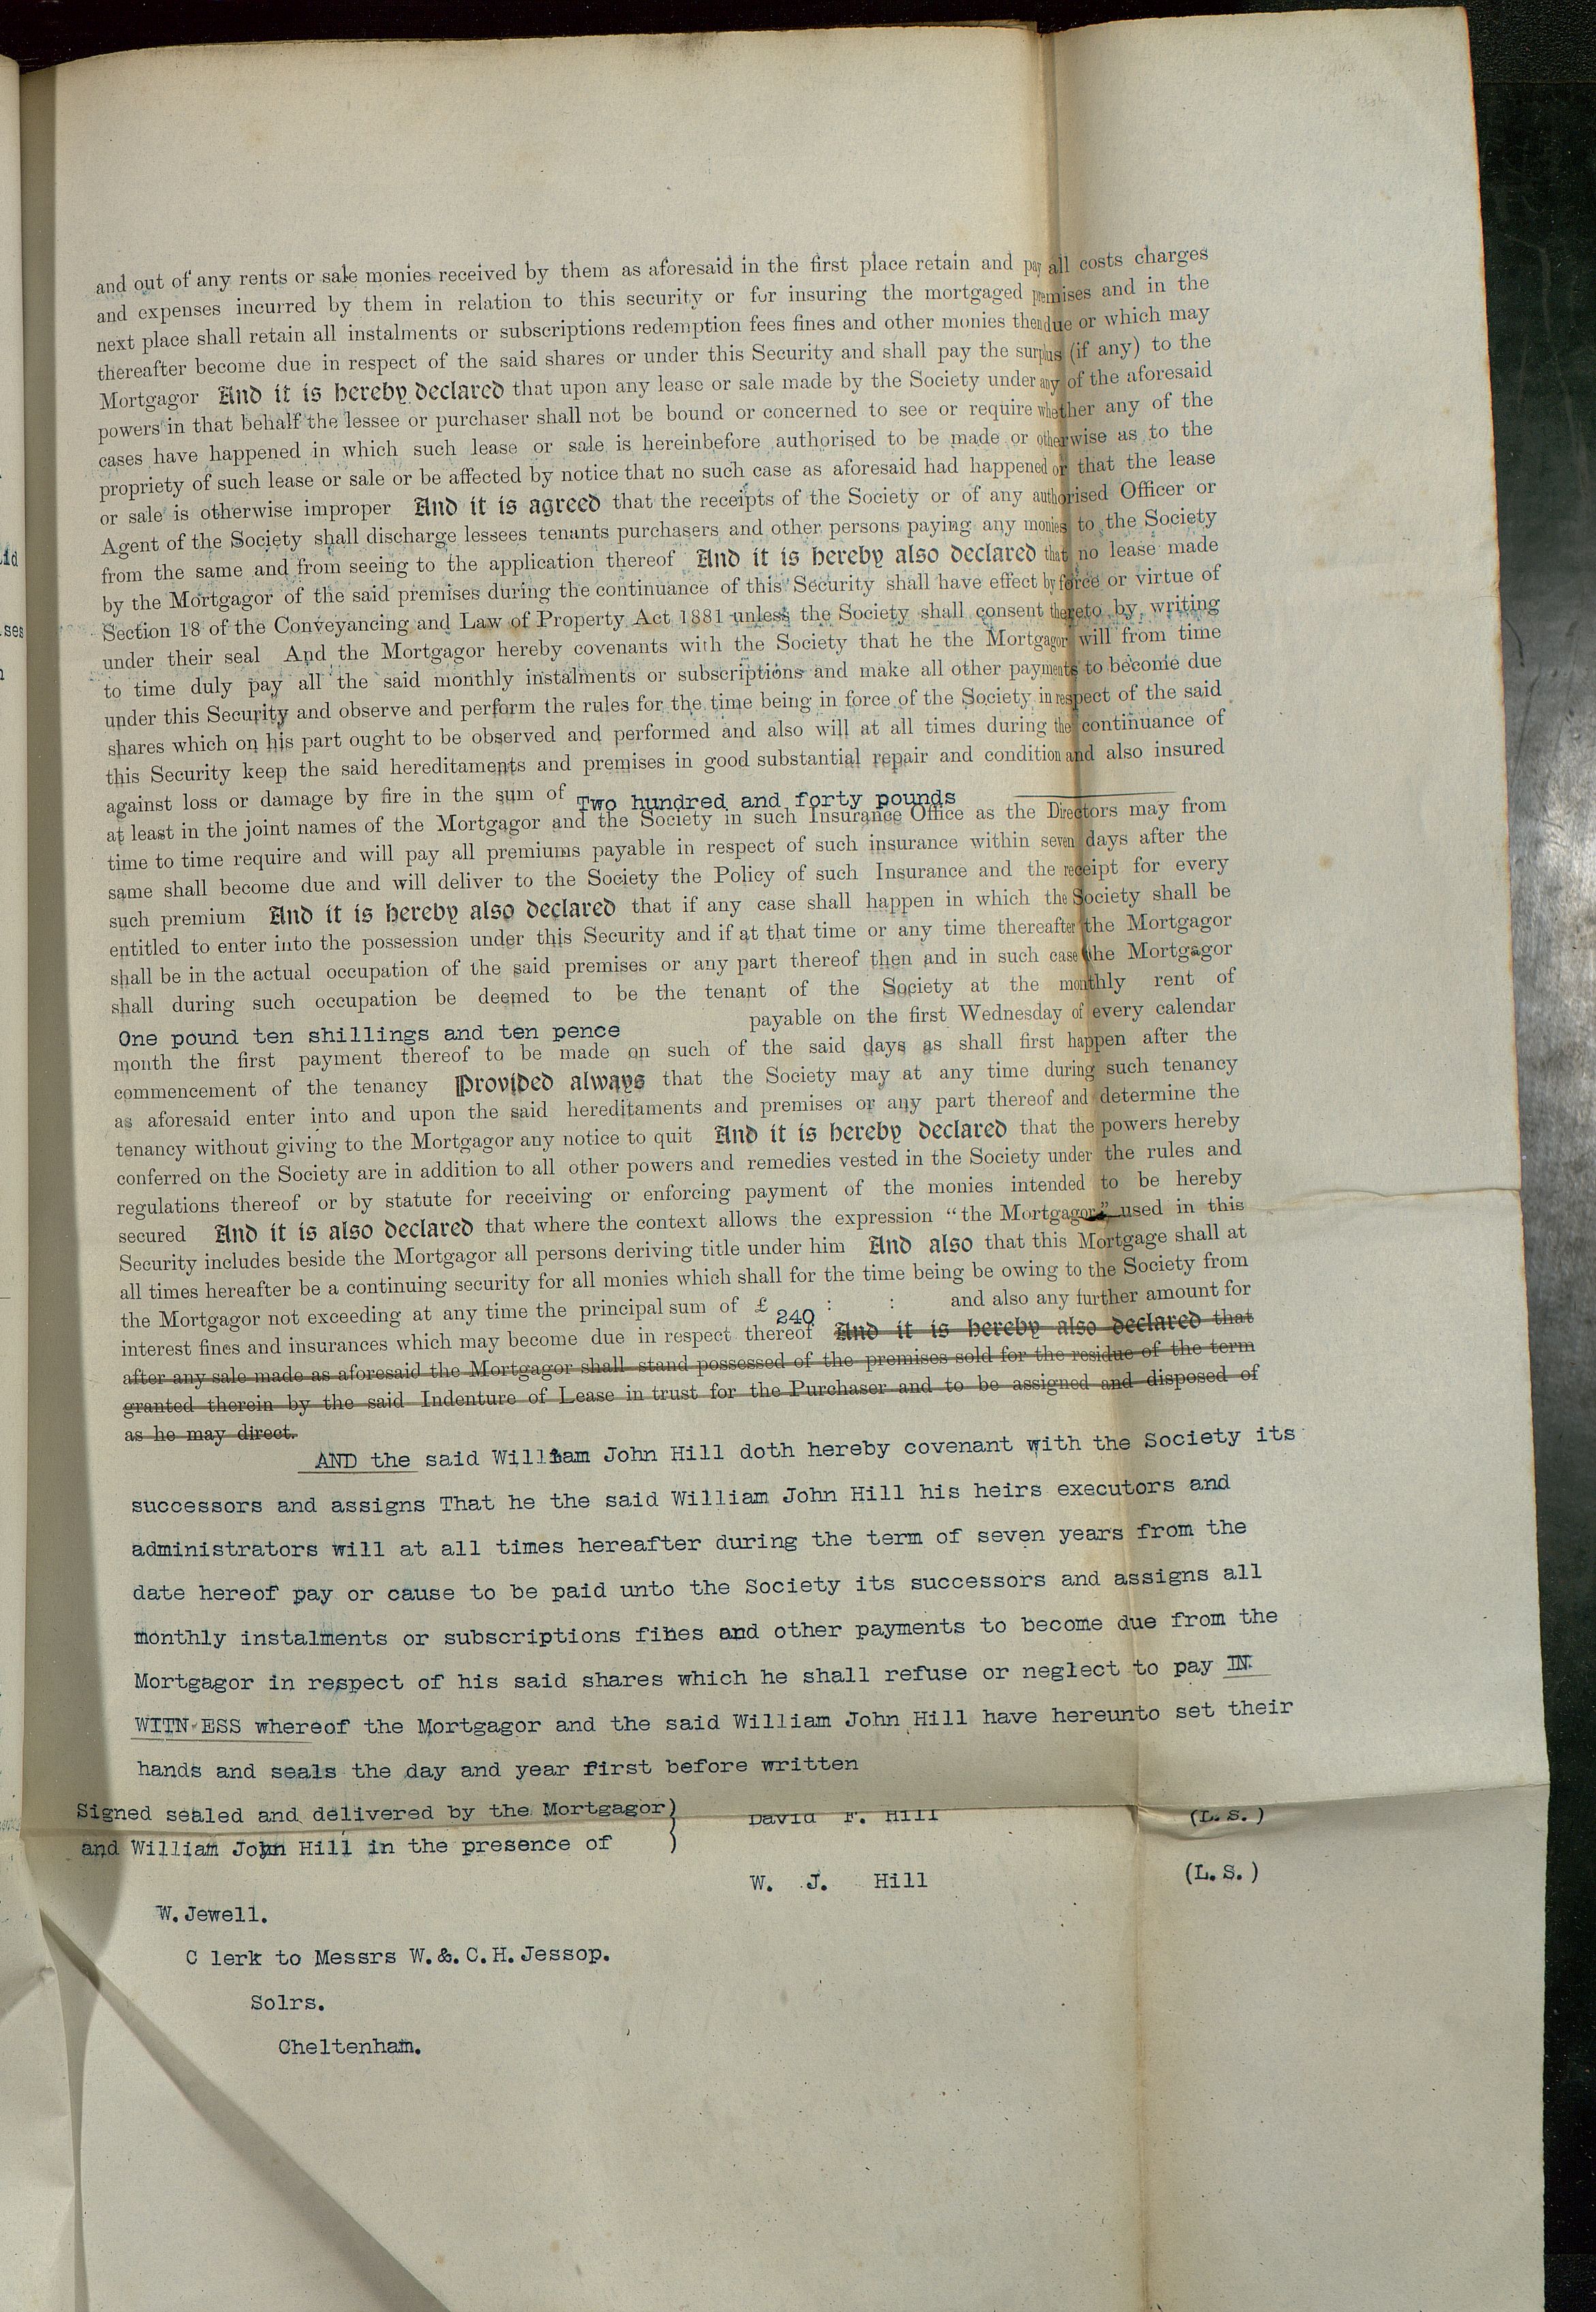 and out of any rents or sale monies received by them as aforesaid in the first place retain and pay all costs charges
and expenses incurred by them in relation to this security or for insuring the mortgaged premises and in the
next place shall retain all instalments or subscriptions redemption fees fines and other monies then due or which may
thereafter become due in respect of the said shares or under this Security and shall pay the surplus (if any) to the
Mortgagor And it is hereby declared that upon any lease or sale made by the Society under any of the aforesaid
powers in that behalf the lessee or purchaser shall not be bound or concerned to see or require whether any of the
cases have happened in which such lease or sale is hereinbefore authorised to be made or otherwise as to the
propriety of such lease or sale or be affected by notice that no such case as aforesaid had happened or that the lease
or sale is otherwise improper And it is agreed that the receipts of the Society or of any authorised Officer or
Agent of the Society shall discharge lessees tenants purchasers and other persons paying any monies to the Society
from the same and from seeing to the application thereof And it is hereby also declared that no lease made
by the Mortgagor of the said premises during the continuance of this Security shall have effect by force or virtue of
Section 18 of the Conveyancing and Law of Property Act 1881 unless the Society shall consent thereto by writing
under their seal And the Mortgagor hereby covenants with the Society that he the Mortgagor will from time
to time duly pay all the said monthly instalments or subscriptions and make all other payments to become due
under this Security and observe and perform the rules for the time being in force of the Society in respect of the said
shares which on his part ought to be observed and performed and also will at all times during the continuance of
this Security keep the said hereditaments and premises in good substantial repair and condition and also insured
against loss or damage by fire in the sum of Two hundred and forty pounds
at least in the joint names of the Mortgagor and the Society in such Insurance Office as the Directors may from
time to time require and will pay all premiums payable in respect of such insurance within seven days after the
same shall become due and will deliver to the Society the Policy of such Insurance and the receipt for every
such premium And it is hereby also declared that if any case shall happen in which the Society shall be
entitled to enter into the possession under this Security and if at that time or any time thereafter the Mortgagor
shall be in the actual occupation of the said premises or any part thereof then and in such case the Mortgagor
shall during such occupation be deemed to be the tenant of the Society at the monthly rent of
One pound ten shillings and ten pence payable on the first Wednesday of every calendar
month the first payment thereof to be made on such of the said days as shall first happen after the
commencement of the tenancy Provided always that the Society may at any time during such tenancy
as aforesaid enter into and upon the said hereditaments and premises or any part thereof and determine the
tenancy without giving to the Mortgagor any notice to quit And it is hereby declared that the powers hereby
conferred on the Society are in addition to all other powers and remedies vested in the Society under the rules and
regulations thereof or by statute for receiving or enforcing payment of the monies intended to be hereby
secured And it is also declared that where the context allows the expression "the Mortgagor" used in this
Security includes beside the Mortgagor all persons deriving title under him And also that this Mortgage shall at
all times hereafter be a continuing security for all monies which shall for the time being be owing to the Society from
the Mortgagor not exceeding at any time the principal sum of £ 240 : : and also any further amount for
interest fines and insurances which may become due in respect thereof And it is hereby also declared that
after any sale made as aforesaid the Mortgagor shall stand possessed of the premises sold for the residue of the term
granted therein by the said Indenture of Lease in trust for the Purchaser and to be assigned and disposed of
as he may direct.
AND the said William John Hill doth hereby covenant with the Society its
successors and assigns That he the said William John Hill his heirs executors and
administrators will at all times hereafter during the term of seven years from the
date hereof pay or cause to be paid unto the Society its successors and assigns all
monthly instalments or subscriptions fines and other payments to become due from the
Mortgagor in respect of his said shares which he shall refuse or neglect to pay IN
WITN-ESS whereof the Mortgagor and the said William John Hill have hereunto set their
hands and seals the day and year first before written
Signed sealed and delivered by the Mortgagor) David F. Hill (L.S.)
and William John Hill in the presence of )
W. J. Hill (L.S.)
W.Jewell.
C lerk to Messrs W.&.C.H.Jessop.
Solrs.
Cheltenham.